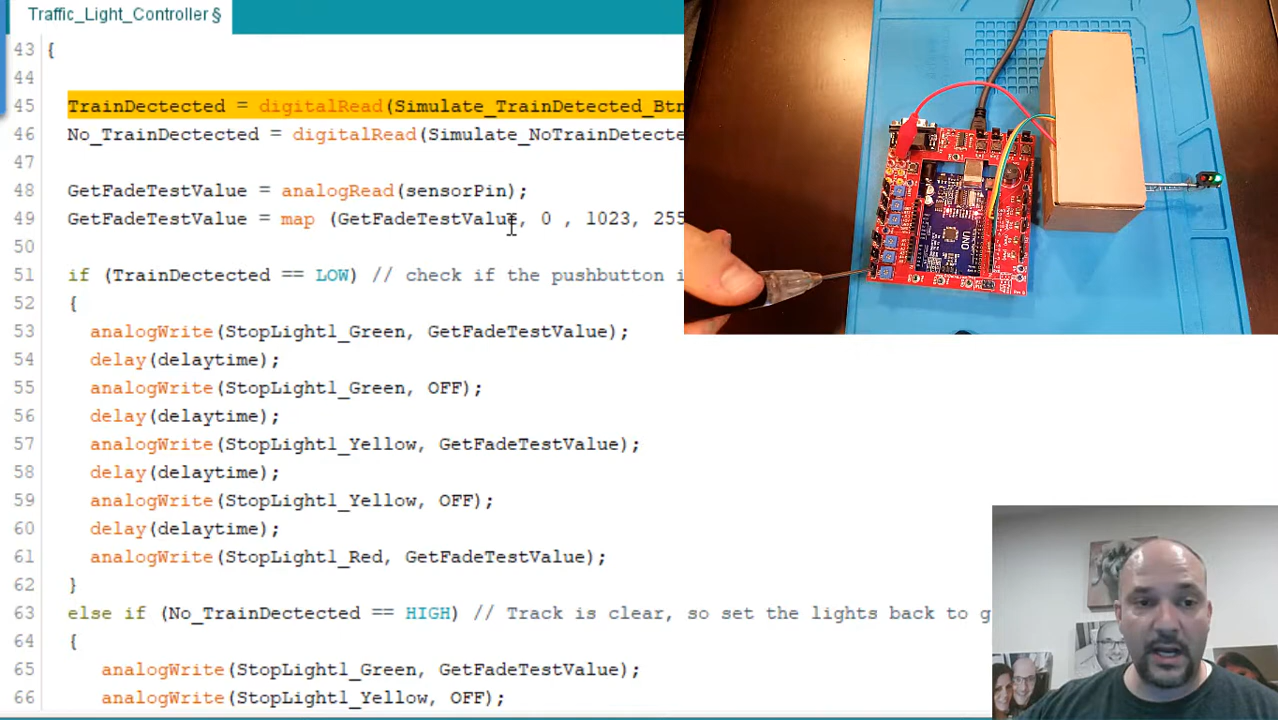 Traffic_Light_Controller §
43 {
44
45 TrainDectected = digitalRead(Simulate_TrainDetected_Btn
46 No_TrainDectected = digitalRead(Simulate_NoTrainDetecte
47
48 GetFadeTestValue = analogRead(sensorPin);
49 GetFadeTestValue = map (GetFadeTestValue, 0 , 1023, 255
50
51 if (TrainDectected == LOW) // check if the pushbutton i
52 {
53 analogWrite(StopLight1_Green, GetFadeTestValue);
54 delay(delaytime);
55 analogWrite(StopLight1_Green, OFF);
56 delay(delaytime);
57 analogWrite(StopLight1_Yellow, GetFadeTestValue);
58 delay(delaytime);
59 analogWrite(StopLight1_Yellow, OFF);
60 delay(delaytime);
61 analogWrite(StopLight1_Red, GetFadeTestValue);
62 }
63 else if (No_TrainDectected == HIGH) // Track is clear, so set the lights back to g
64 {
65 analogWrite(StopLight1_Green, GetFadeTestValue);
66 analogWrite(StopLight1_Yellow, OFF);
UNO